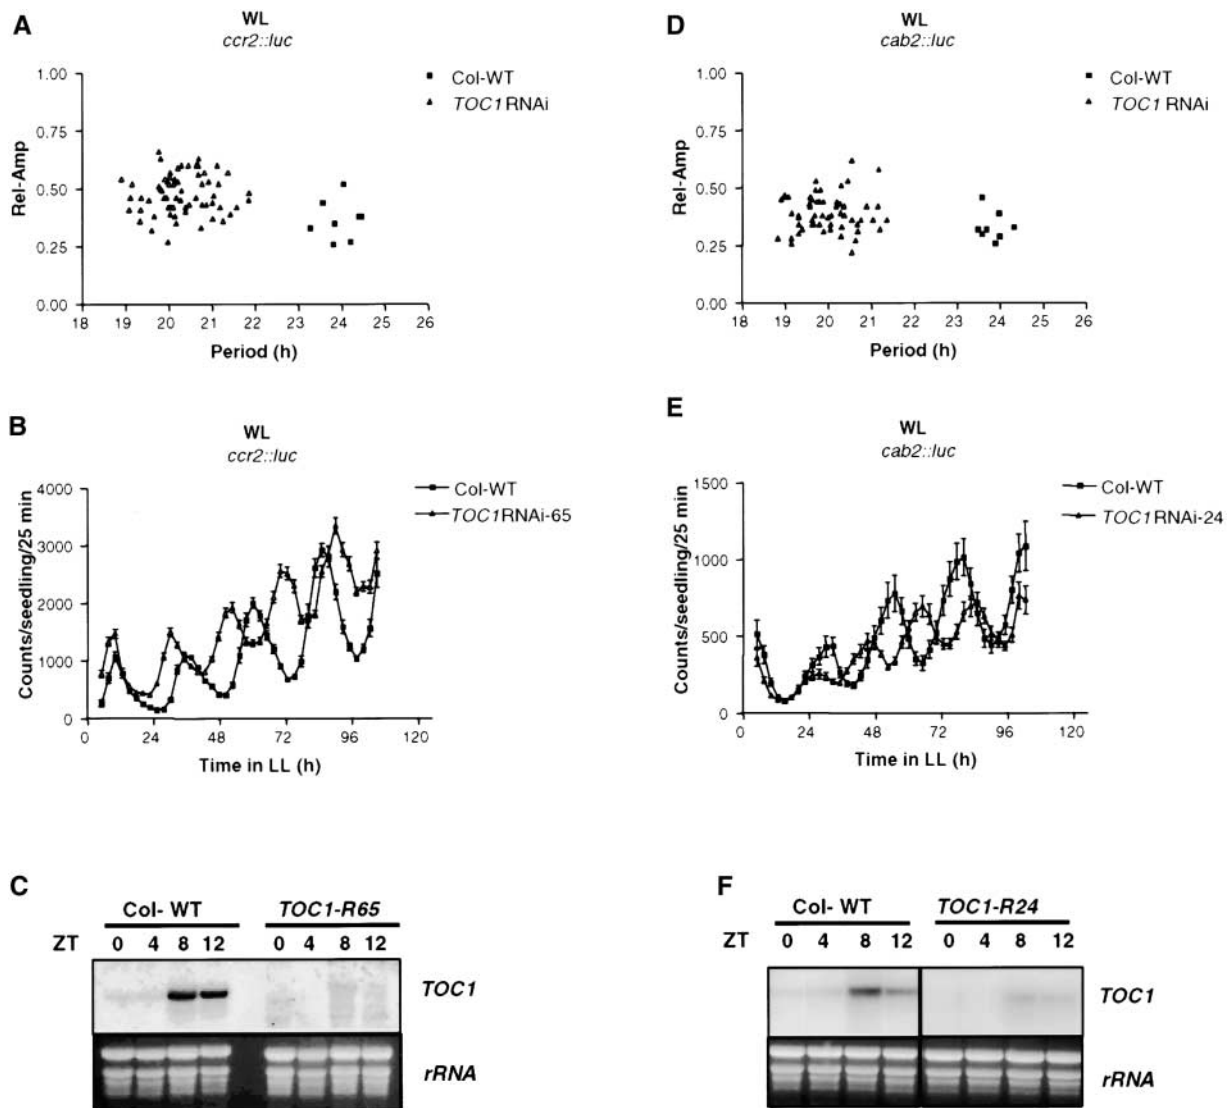 A
WL
ccr2::luc
Col-WT
TOC1 RNAi
1.00
0.75
0.50
0.25
0.00
Rel-Amp
18 19 20 21 22 23 24 25 26
Period (h)
D
WL
cab2::luc
Col-WT
TOC1 RNAi
1.00
0.75
0.50
0.25
0.00
Rel-Amp
18 19 20 21 22 23 24 25 26
Period (h)
B
WL
ccr2::luc
Col-WT
TOC1RNAi-65
4000
3000
2000
1000
0
Counts/seedling/25 min
0 24 48 72 96 120
Time in LL (h)
E
WL
cab2::luc
Col-WT
TOC1RNAi-24
1500
1000
500
0
Counts/seedling/25 min
0 24 48 72 96 120
Time in LL (h)
C
Col- WT TOC1-R65
ZT 0 4 8 12 0 4 8 12
TOC1
rRNA
F
Col- WT TOC1-R24
ZT 0 4 8 12 0 4 8 12
TOC1
rRNA